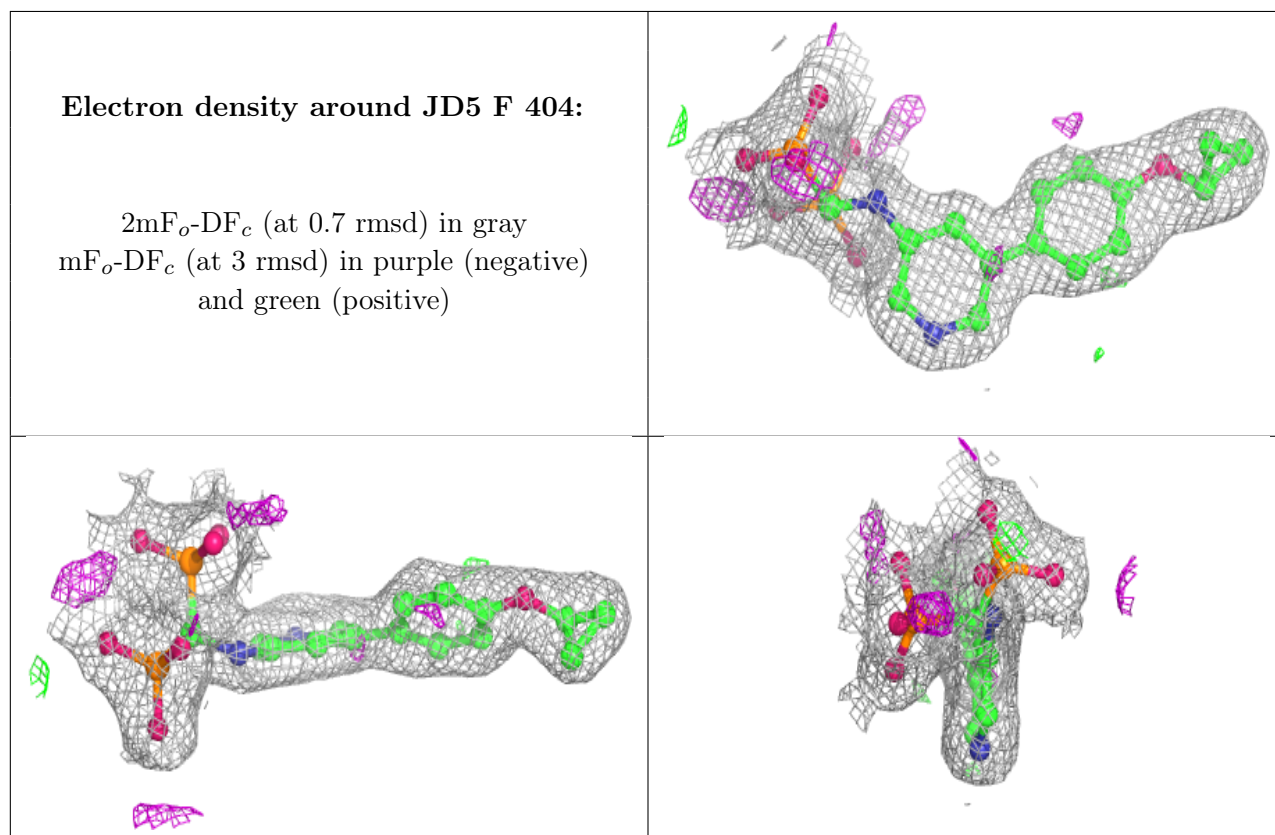 Electron density around JD5 F 404:
2mFo-DFc (at 0.7 rmsd) in gray
mFo-DFc (at 3 rmsd) in purple (negative)
and green (positive)